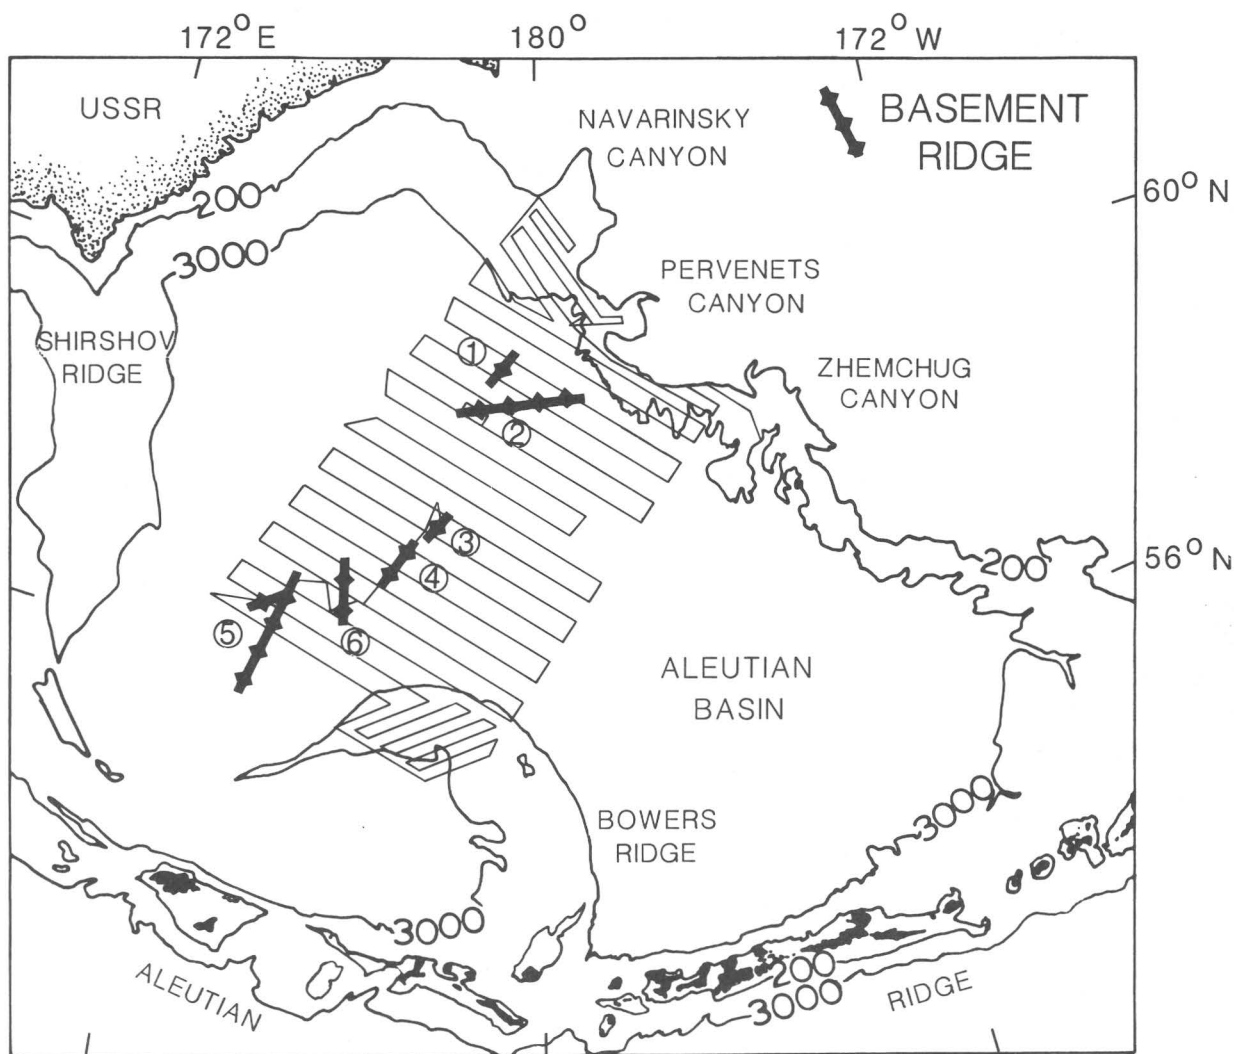 172° E
180°
172° W
USSR
NAVARINSKY
CANYON
BASEMENT
RIDGE
60° N
200
3000
PERVENETS
CANYON
SHIRSHOV
RIDGE
ZHEMCHUG
CANYON
①
②
③
④
⑤
⑥
200
56° N
ALEUTIAN
BASIN
BOWERS
RIDGE
3000
3000
200
3000
ALEUTIAN
RIDGE